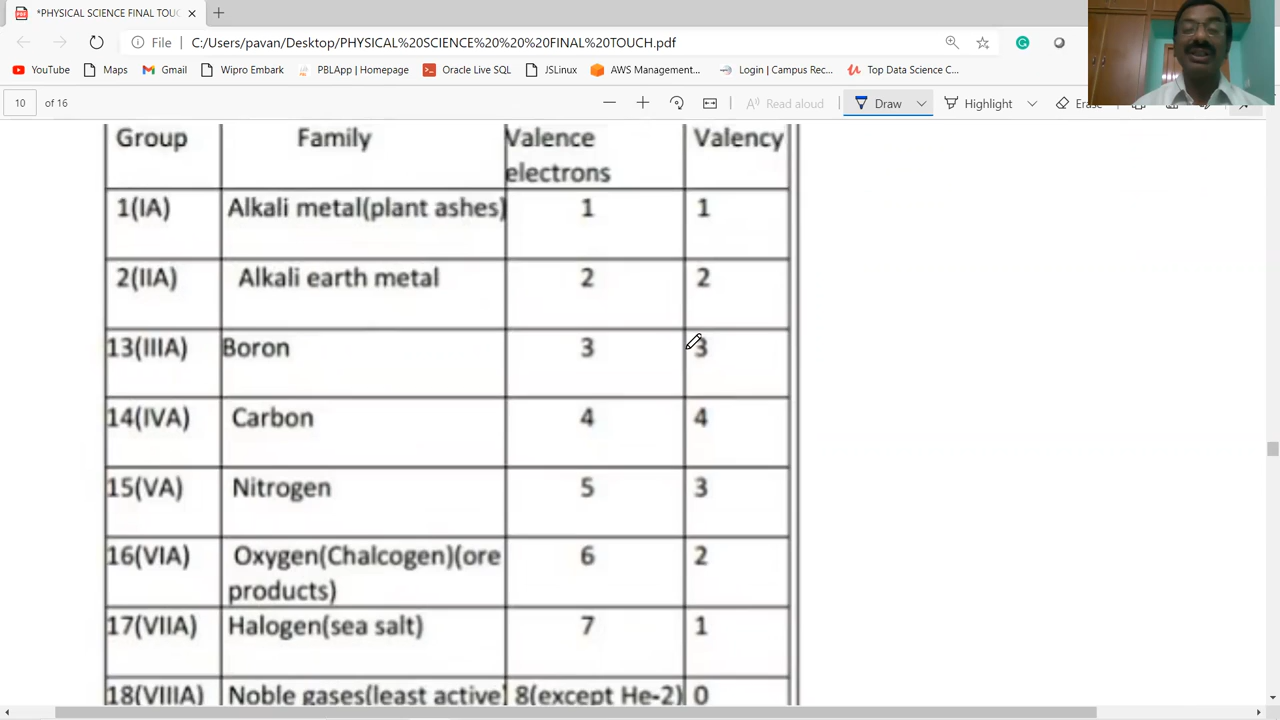 *PHYSICAL SCIENCE FINAL TOUC
File C:/Users/pavan/Desktop/PHYSICAL%20SCIENCE%20%20%20FINAL%20TOUCH.pdf
YouTube Maps Gmail Wipro Embark PBLApp | Homepage Oracle Live SQL JSLinux AWS Management... Login | Campus Rec... Top Data Science C...
10 of 16 Read aloud Draw Highlight Erase
Group Family Valence Valency
electrons
1(IA) Alkali metal(plant ashes) 1 1
2(IIA) Alkali earth metal 2 2
13(IIIA) Boron 3 3
14(IVA) Carbon 4 4
15(VA) Nitrogen 5 3
16(VIA) Oxygen(Chalcogen)(ore 6 2
products)
17(VIIA) Halogen(sea salt) 7 1
18(VIIIA) Noble gases(least active) 8(except He-2) 0